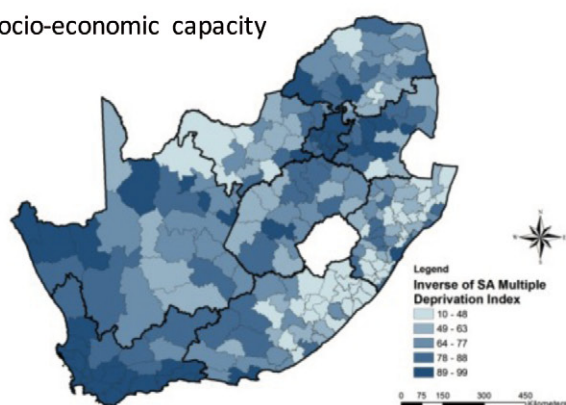 ocio-economic capacity
N
W E
S
Legend
Inverse of SA Multiple
Deprivation Index
10 - 48
49 - 63
64 - 77
78 - 88
89 - 99
0 75 150 300 450
Kilometers